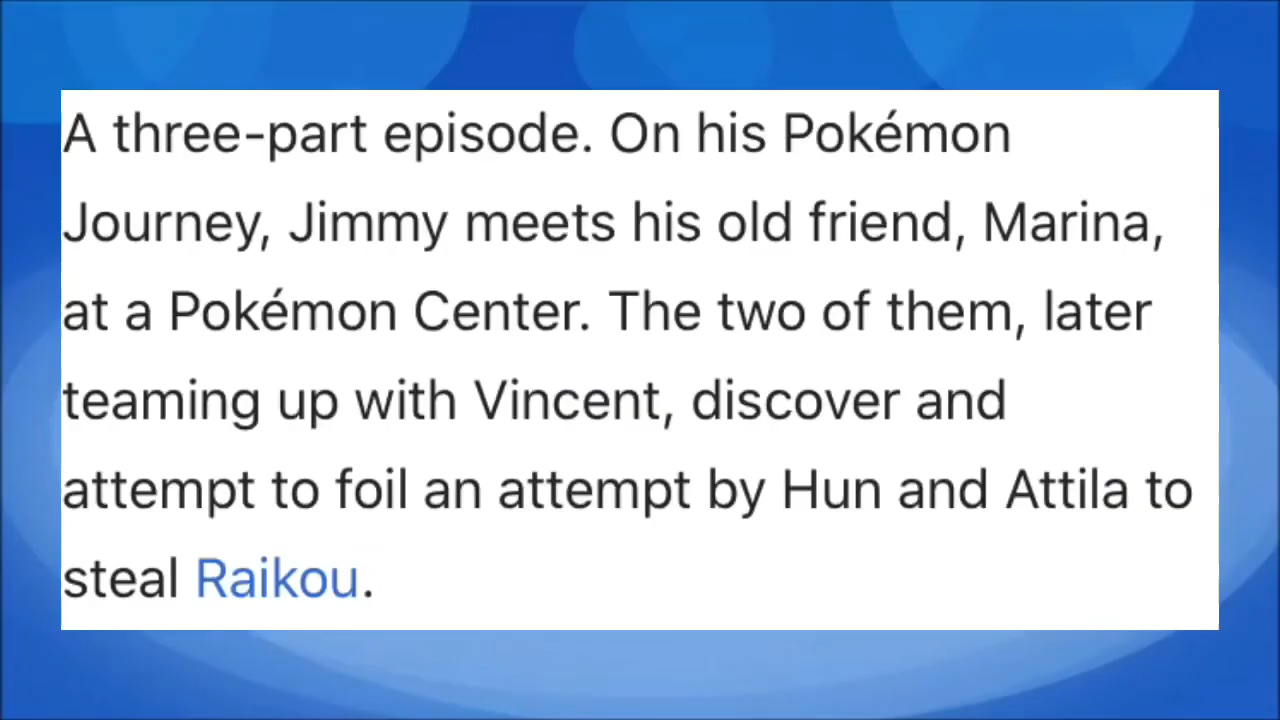 A three-part episode. On his Pokémon
Journey, Jimmy meets his old friend, Marina,
at a Pokémon Center. The two of them, later
teaming up with Vincent, discover and
attempt to foil an attempt by Hun and Attila to
steal Raikou.